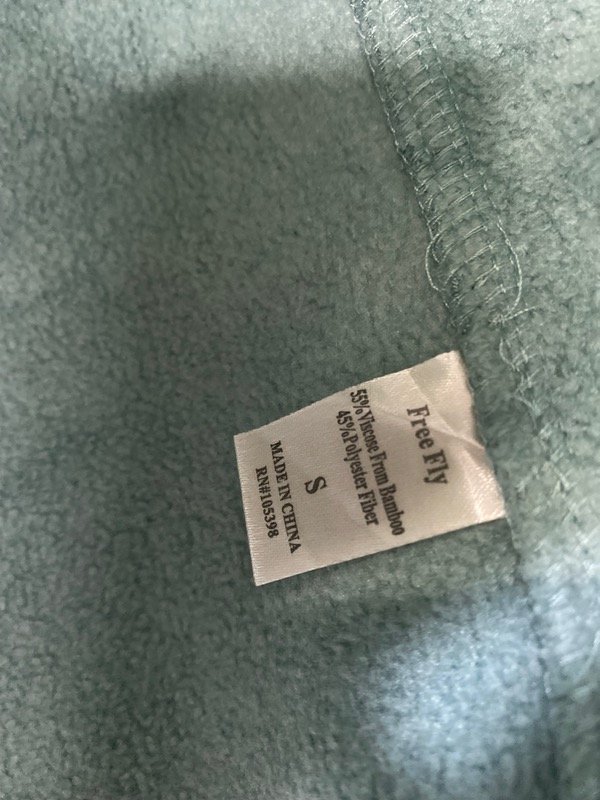 Free Fly
55%Viscose From Bamboo
45%Polyester Fiber
S
MADE IN CHINA
RN#105398